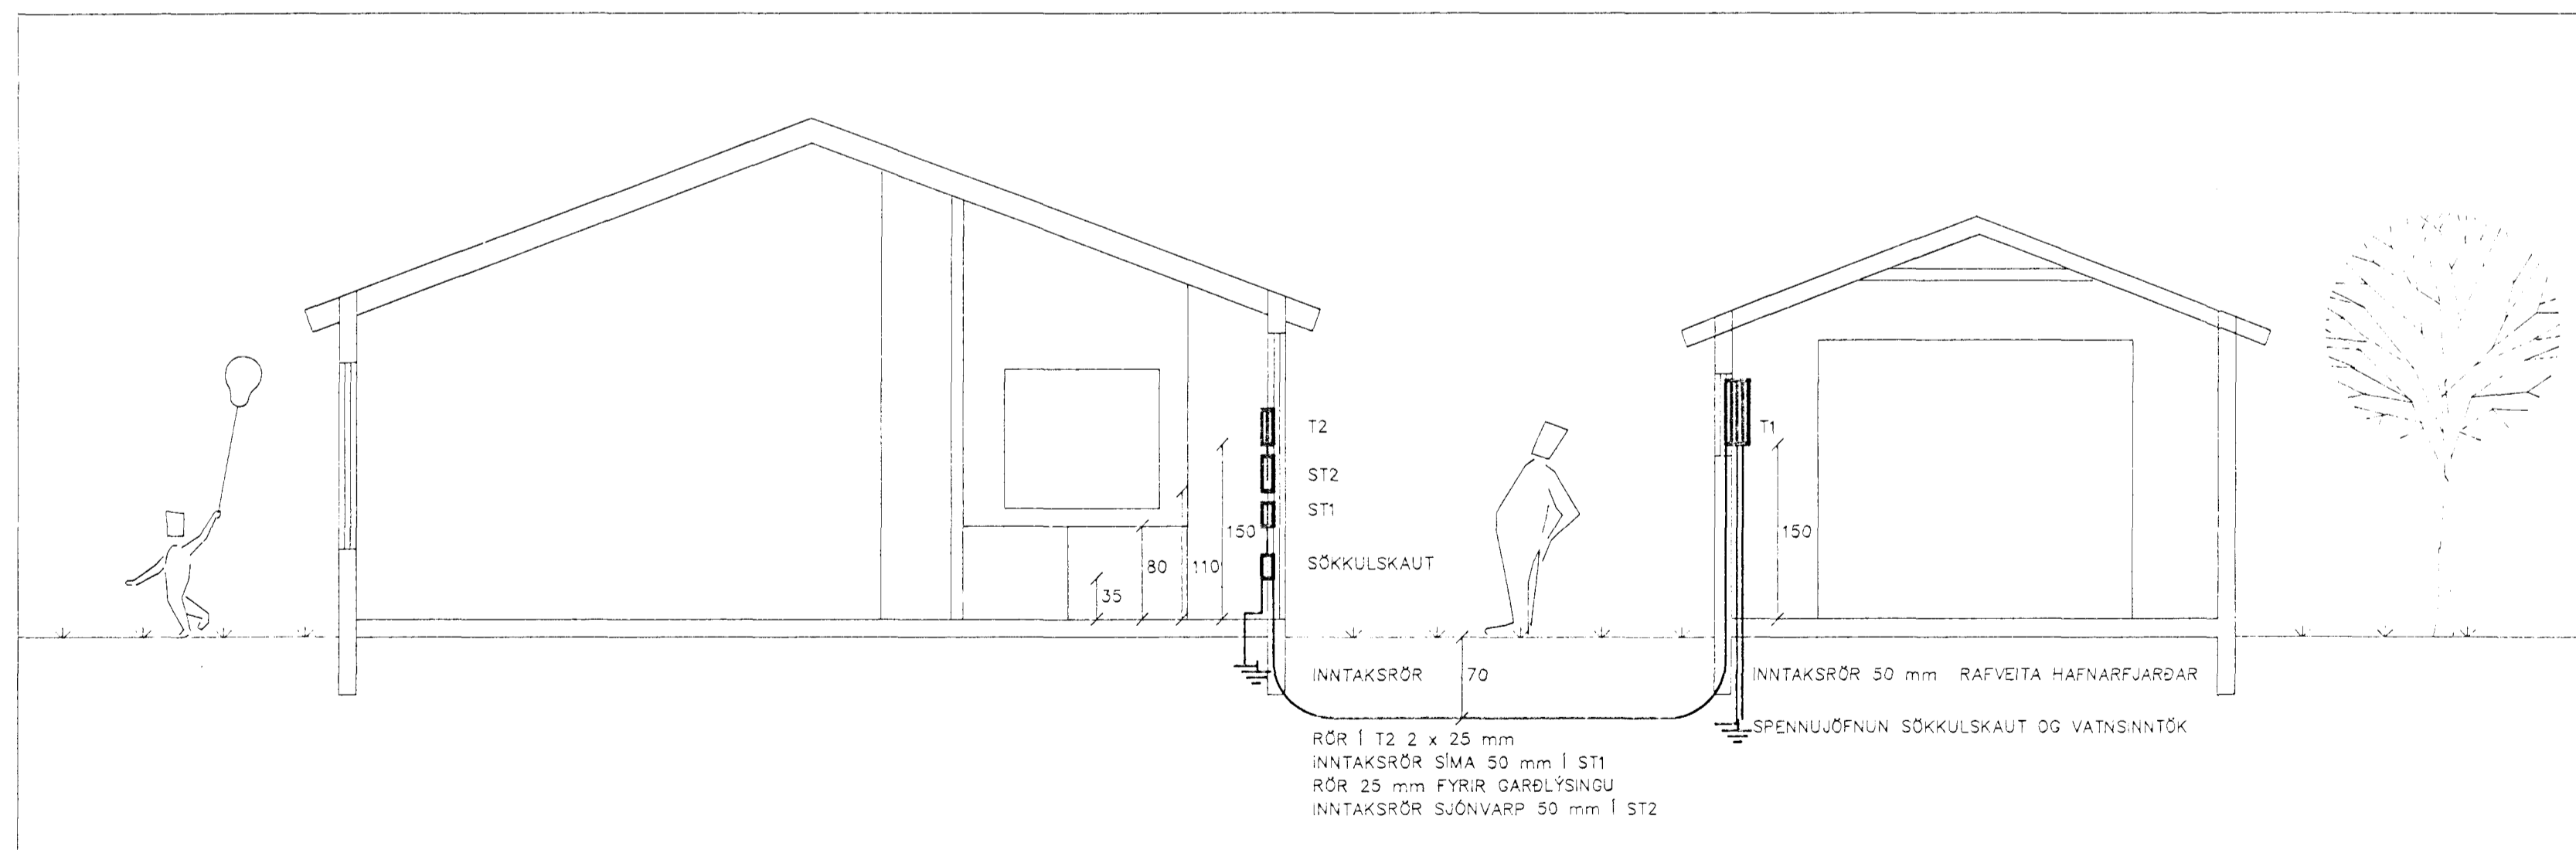 T2
T1
ST2
ST1
150
150
SÖKKULSKAUT
80
110
35
INNTAKSRÖR
70
INNTAKSRÖR 50 mm RAFVEITA HAFNARFJARÐAR
SPENNUJÖFNUN SÖKKULSKAUT OG VATNSINNTÖK
RÖR Í T2 2 x 25 mm
INNTAKSRÖR SÍMA 50 mm Í ST1
RÖR 25 mm FYRIR GARÐLÝSINGU
INNTAKSRÖR SJÓNVARP 50 mm Í ST2